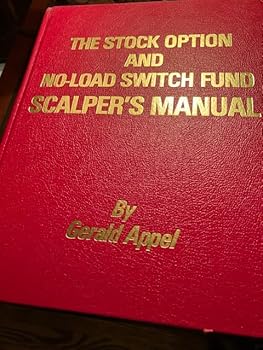 THE STOCK OPTION
AND
NO-LOAD SWITCH FUND
SCALPER'S MANUAL
By
Gerald Appel